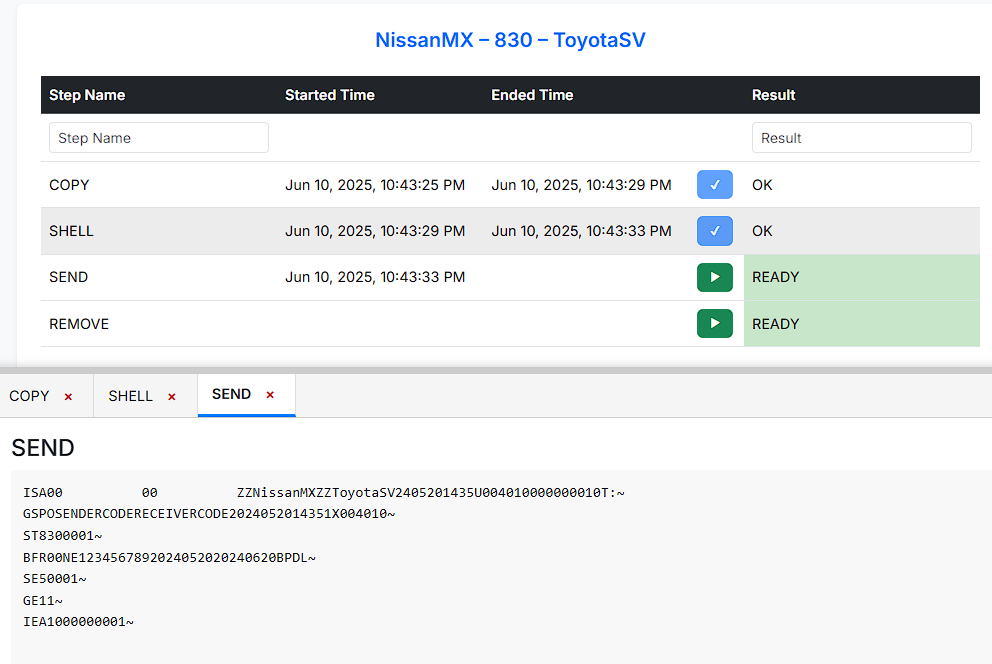 NissanMX – 830 – ToyotaSV
Step Name Started Time Ended Time Result
Step Name Result
COPY Jun 10, 2025, 10:43:25 PM Jun 10, 2025, 10:43:29 PM ✓ OK
SHELL Jun 10, 2025, 10:43:29 PM Jun 10, 2025, 10:43:33 PM ✓ OK
SEND Jun 10, 2025, 10:43:33 PM READY
REMOVE READY
COPY × SHELL × SEND ×
SEND
ISA00          00          ZZNissanMXZZToyotaSV2405201435U004010000000010T:~
GSPOSENDERCODERECEIVERCODE2024052014351X004010~
ST8300001~
BFR00NE1234567892024052020240620BPDL~
SE50001~
GE11~
IEA1000000001~